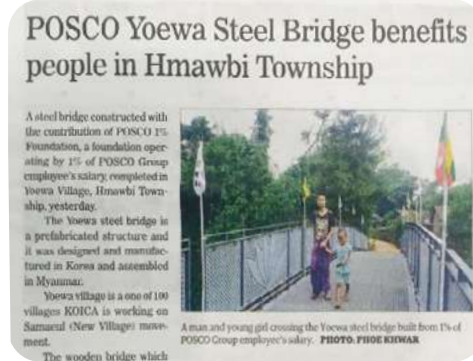 POSCO Yoewa Steel Bridge benefits
people in Hmawbi Township
A steel bridge constructed with
the contribution of POSCO 1%
Foundation, a foundation oper-
ating by 1% of POSCO Group
employee's salary, completed in
Yoewa Village, Hmawbi Town-
ship, yesterday.
The Yoewa steel bridge is
a prefabricated structure and
it was designed and manufac-
tured in Korea and assembled
in Myanmar.
Yoewa village is a one of 100
villages KOICA is working on
Samaeul (New Village) move-
ment.
The wooden bridge which
A man and young girl crossing the Yoewa steel bridge built from 1% of
POSCO Group employee's salary. PHOTO: PHOE KHWAR